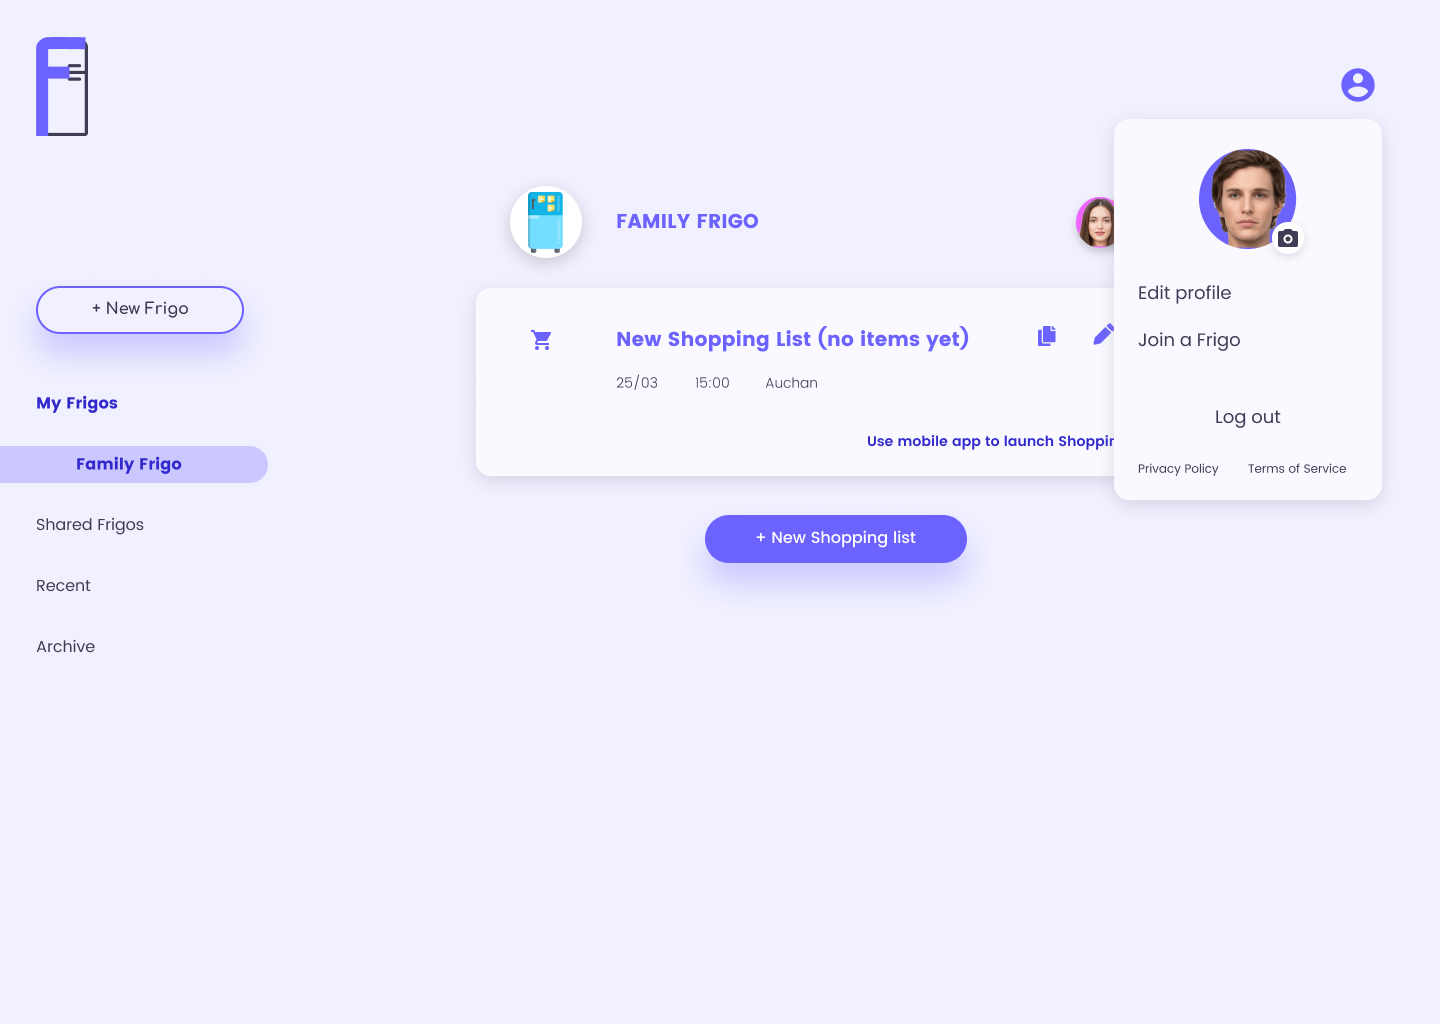 FAMILY FRIGO
+ New Frigo
My Frigos
Family Frigo
Shared Frigos
Recent
Archive
New Shopping List (no items yet)
25/03 15:00 Auchan
Use mobile app to launch Shoppin
+ New Shopping list
Edit profile
Join a Frigo
Log out
Privacy Policy Terms of Service